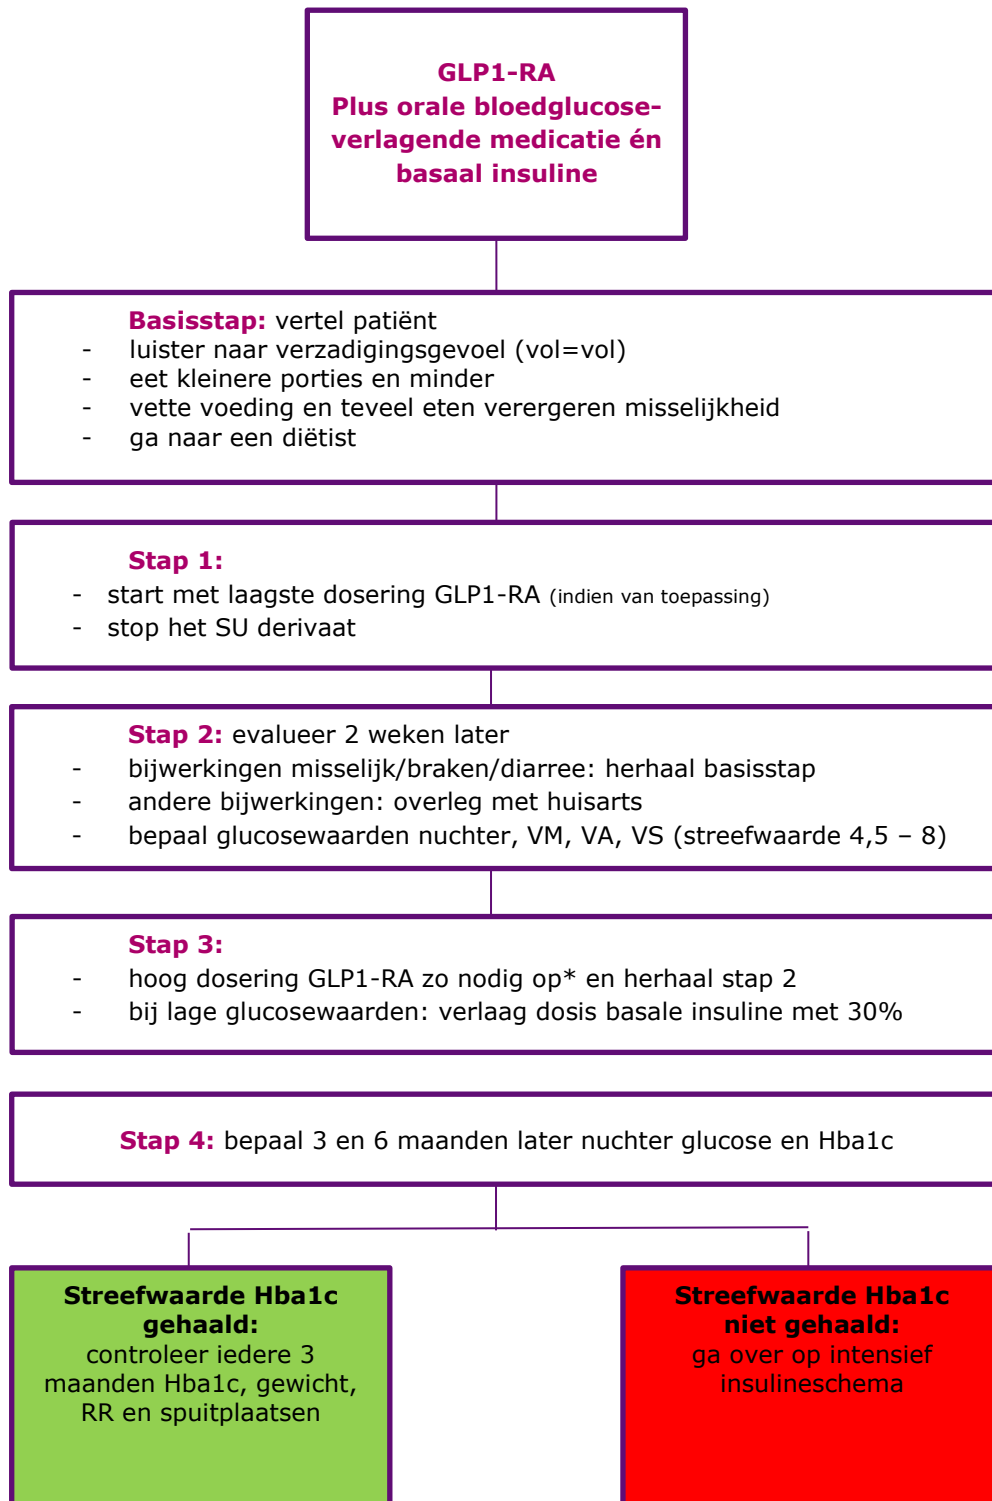 GLP1-RA
Plus orale bloedglucose-
verlagende medicatie én
basaal insuline
Basisstap: vertel patiënt
- luister naar verzadigingsgevoel (vol=vol)
- eet kleinere porties en minder
- vette voeding en teveel eten verergeren misselijkheid
- ga naar een diëtist
Stap 1:
- start met laagste dosering GLP1-RA (indien van toepassing)
- stop het SU derivaat
Stap 2: evalueer 2 weken later
- bijwerkingen misselijk/braken/diarree: herhaal basisstap
- andere bijwerkingen: overleg met huisarts
- bepaal glucosewaarden nuchter, VM, VA, VS (streefwaarde 4,5 – 8)
Stap 3:
- hoog dosering GLP1-RA zo nodig op* en herhaal stap 2
- bij lage glucosewaarden: verlaag dosis basale insuline met 30%
Stap 4: bepaal 3 en 6 maanden later nuchter glucose en Hba1c
Streefwaarde Hba1c
gehaald:
controleer iedere 3
maanden Hba1c, gewicht,
RR en spuitplaatsen
Streefwaarde Hba1c
niet gehaald:
ga over op intensief
insulineschema